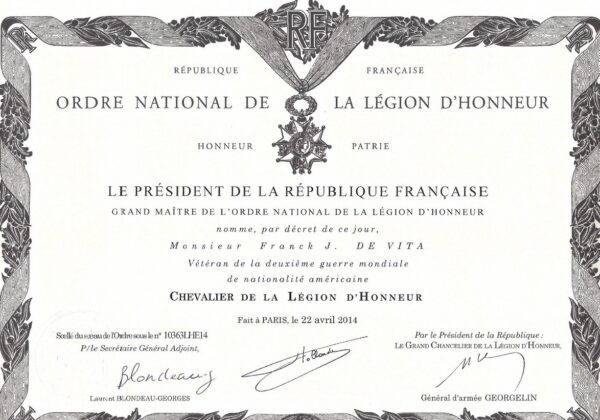 RF
RÉPUBLIQUE FRANÇAISE
ORDRE NATIONAL DE LA LÉGION D'HONNEUR
HONNEUR PATRIE
LE PRÉSIDENT DE LA RÉPUBLIQUE FRANÇAISE
GRAND MAÎTRE DE L'ORDRE NATIONAL DE LA LÉGION D'HONNEUR
nomme, par décret de ce jour,
Monsieur Franck J. DE VITA
Vétéran de la deuxième guerre mondiale
de nationalité américaine
CHEVALIER DE LA LÉGION D'HONNEUR
Fait à PARIS, le 22 avril 2014
Scellé du sceau de l'Ordre sous le n° 10363LHE14
P/le Secrétaire Général Adjoint,
Blondeau-g
Laurent BLONDEAU-GEORGES
H. Blondeau
Par le Président de la République :
LE GRAND CHANCELIER DE LA LÉGION D'HONNEUR,
Général d'armée GEORGELIN